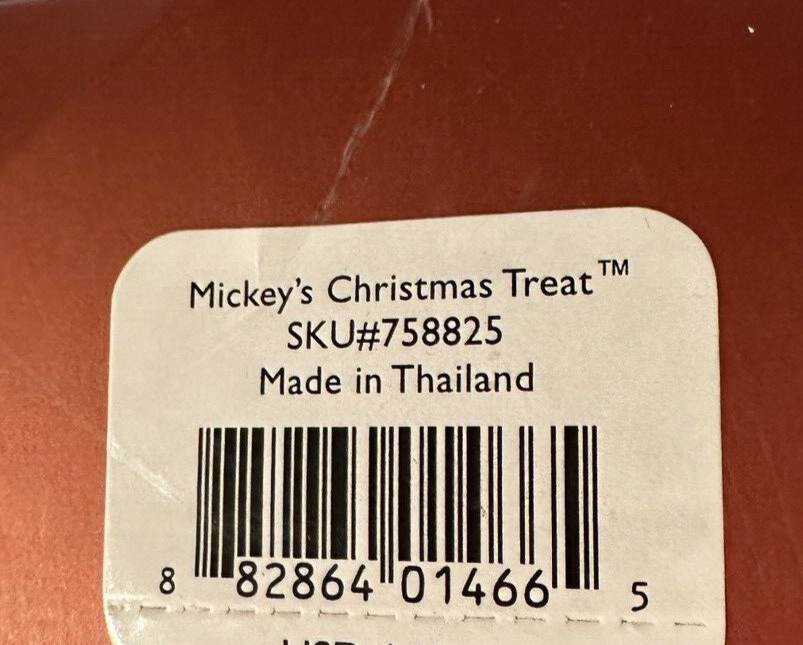 Mickey's Christmas Treat™
SKU#758825
Made in Thailand
8 82864 01466 5